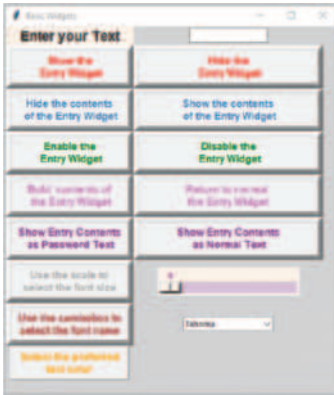 Basic Widgets
Enter your Text
Show the
Entry Widget
Hide the
Entry Widget
Hide the contents
of the Entry Widget
Show the contents
of the Entry Widget
Enable the
Entry Widget
Disable the
Entry Widget
Bold contents of
the Entry Widget
Return to normal
the Entry Widget
Show Entry Contents
as Password Text
Show Entry Contents
as Normal Text
Use the scale to
select the font size
Use the combobox to
select the font name
Tahoma
Select the preferred
font color